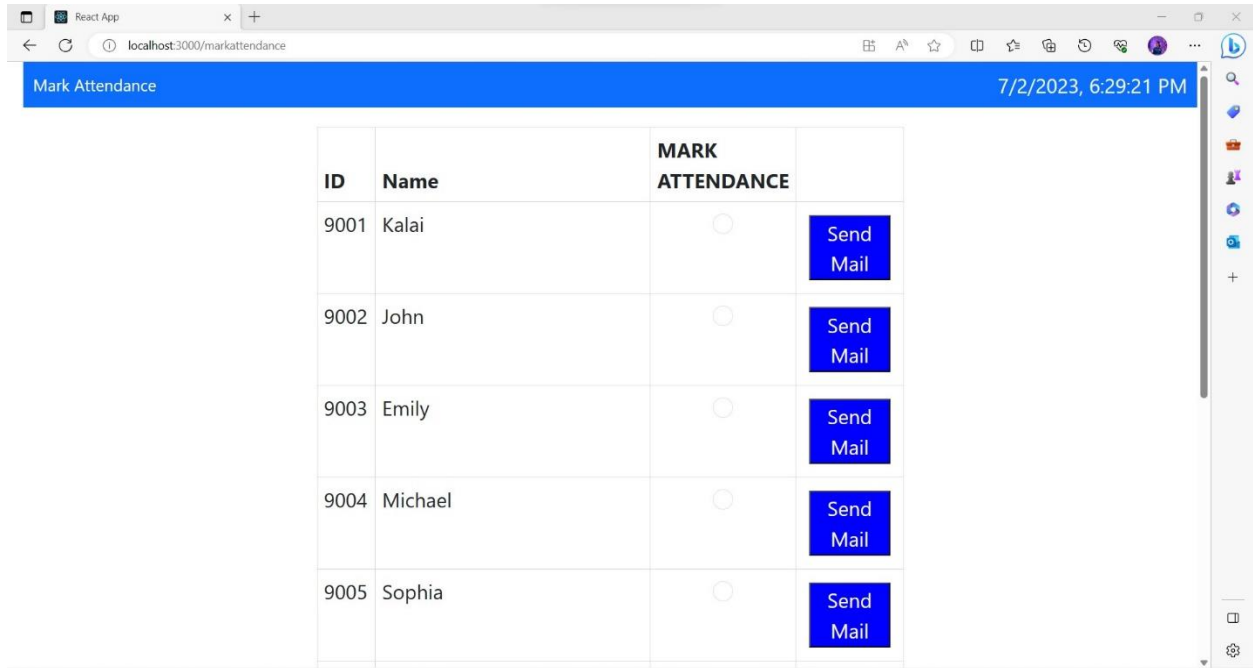 React App
localhost:3000/markattendance
Mark Attendance 7/2/2023, 6:29:21 PM
MARK
ID Name ATTENDANCE
9001 Kalai Send
Mail
9002 John Send
Mail
9003 Emily Send
Mail
9004 Michael Send
Mail
9005 Sophia Send
Mail